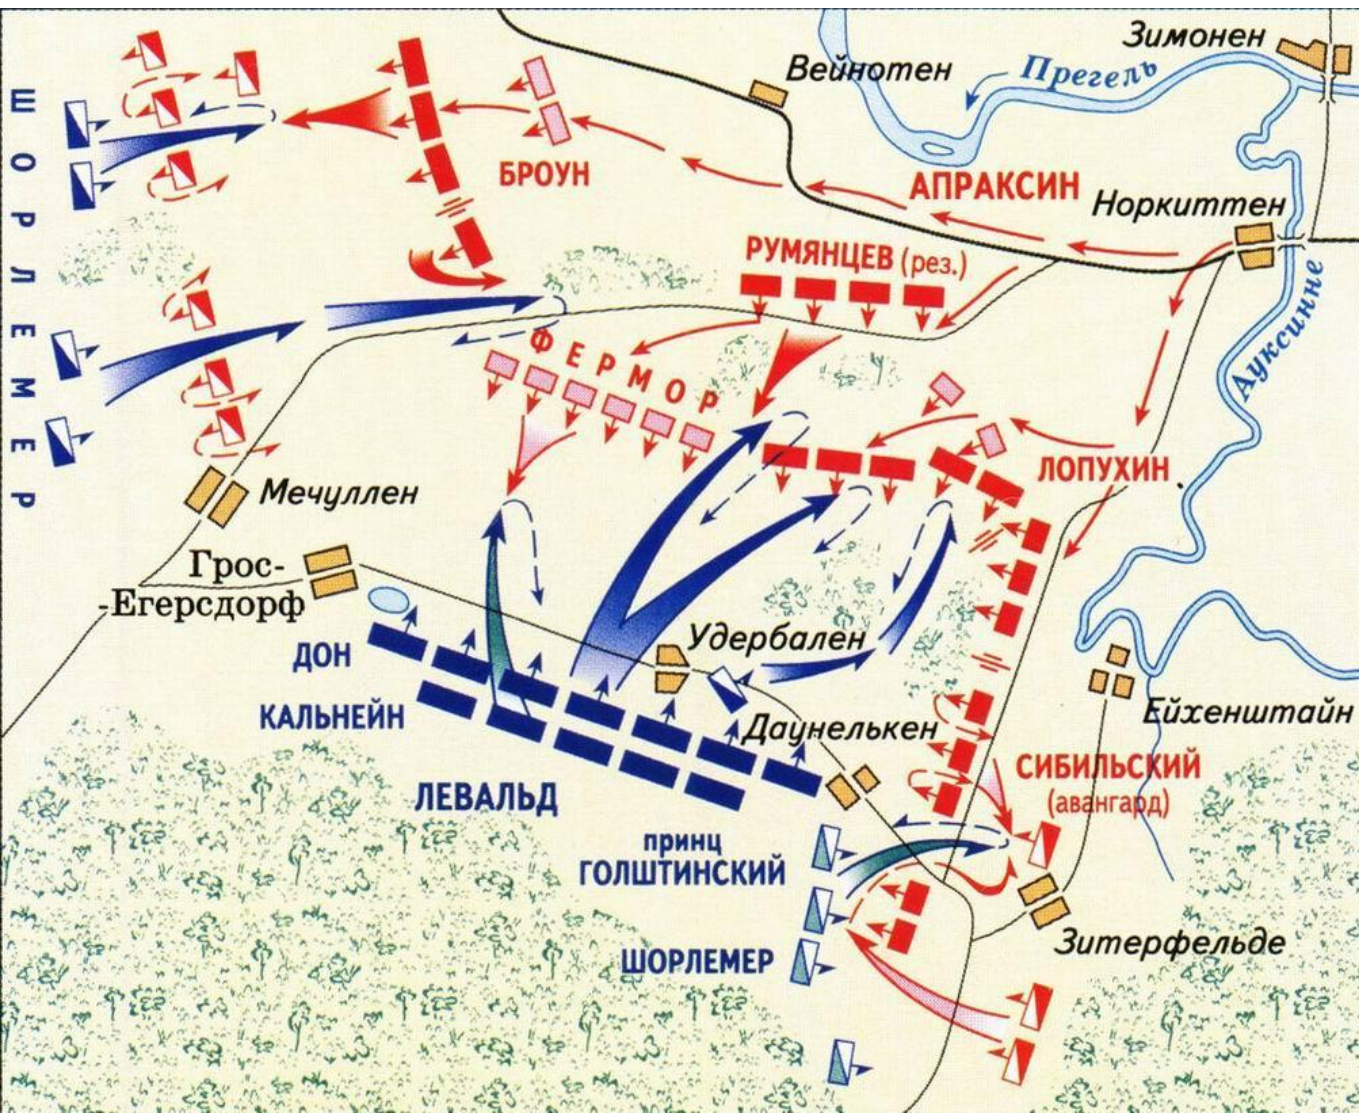 Зимонен
Вейнотен
Прегель
ШОРЛЕМЕР
БРОУН
АПРАКСИН
Норкиттен
РУМЯНЦЕВ (рез.)
Ауксинне
ФЕРМОР
ЛОПУХИН
Мечуллен
Грос-
-Егерсдорф
ДОН
Удербален
КАЛЬНЕЙН
Даунелькен
Ейхенштайн
ЛЕВАЛЬД
СИБИЛЬСКИЙ
(авангард)
принц
ГОЛШТИНСКИЙ
ШОРЛЕМЕР
Зитерфельде